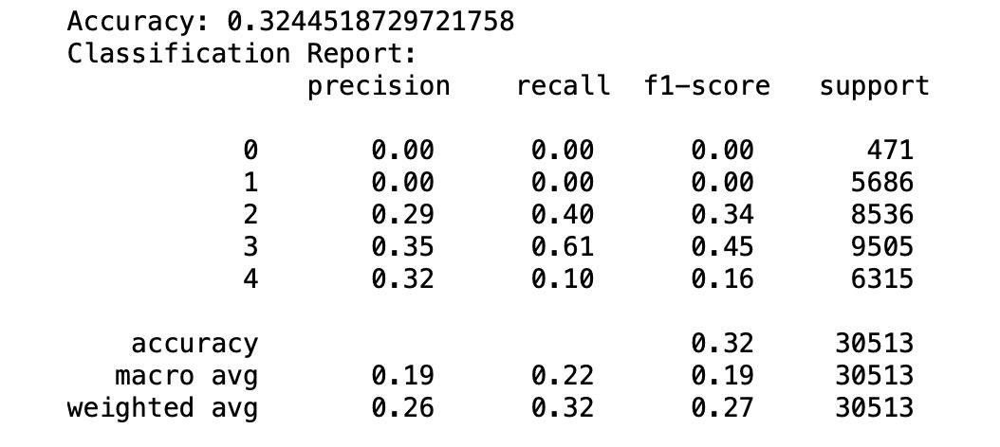 Accuracy: 0.3244518729721758
Classification Report:
precision recall f1-score support
0 0.00 0.00 0.00 471
1 0.00 0.00 0.00 5686
2 0.29 0.40 0.34 8536
3 0.35 0.61 0.45 9505
4 0.32 0.10 0.16 6315
accuracy 0.32 30513
macro avg 0.19 0.22 0.19 30513
weighted avg 0.26 0.32 0.27 30513